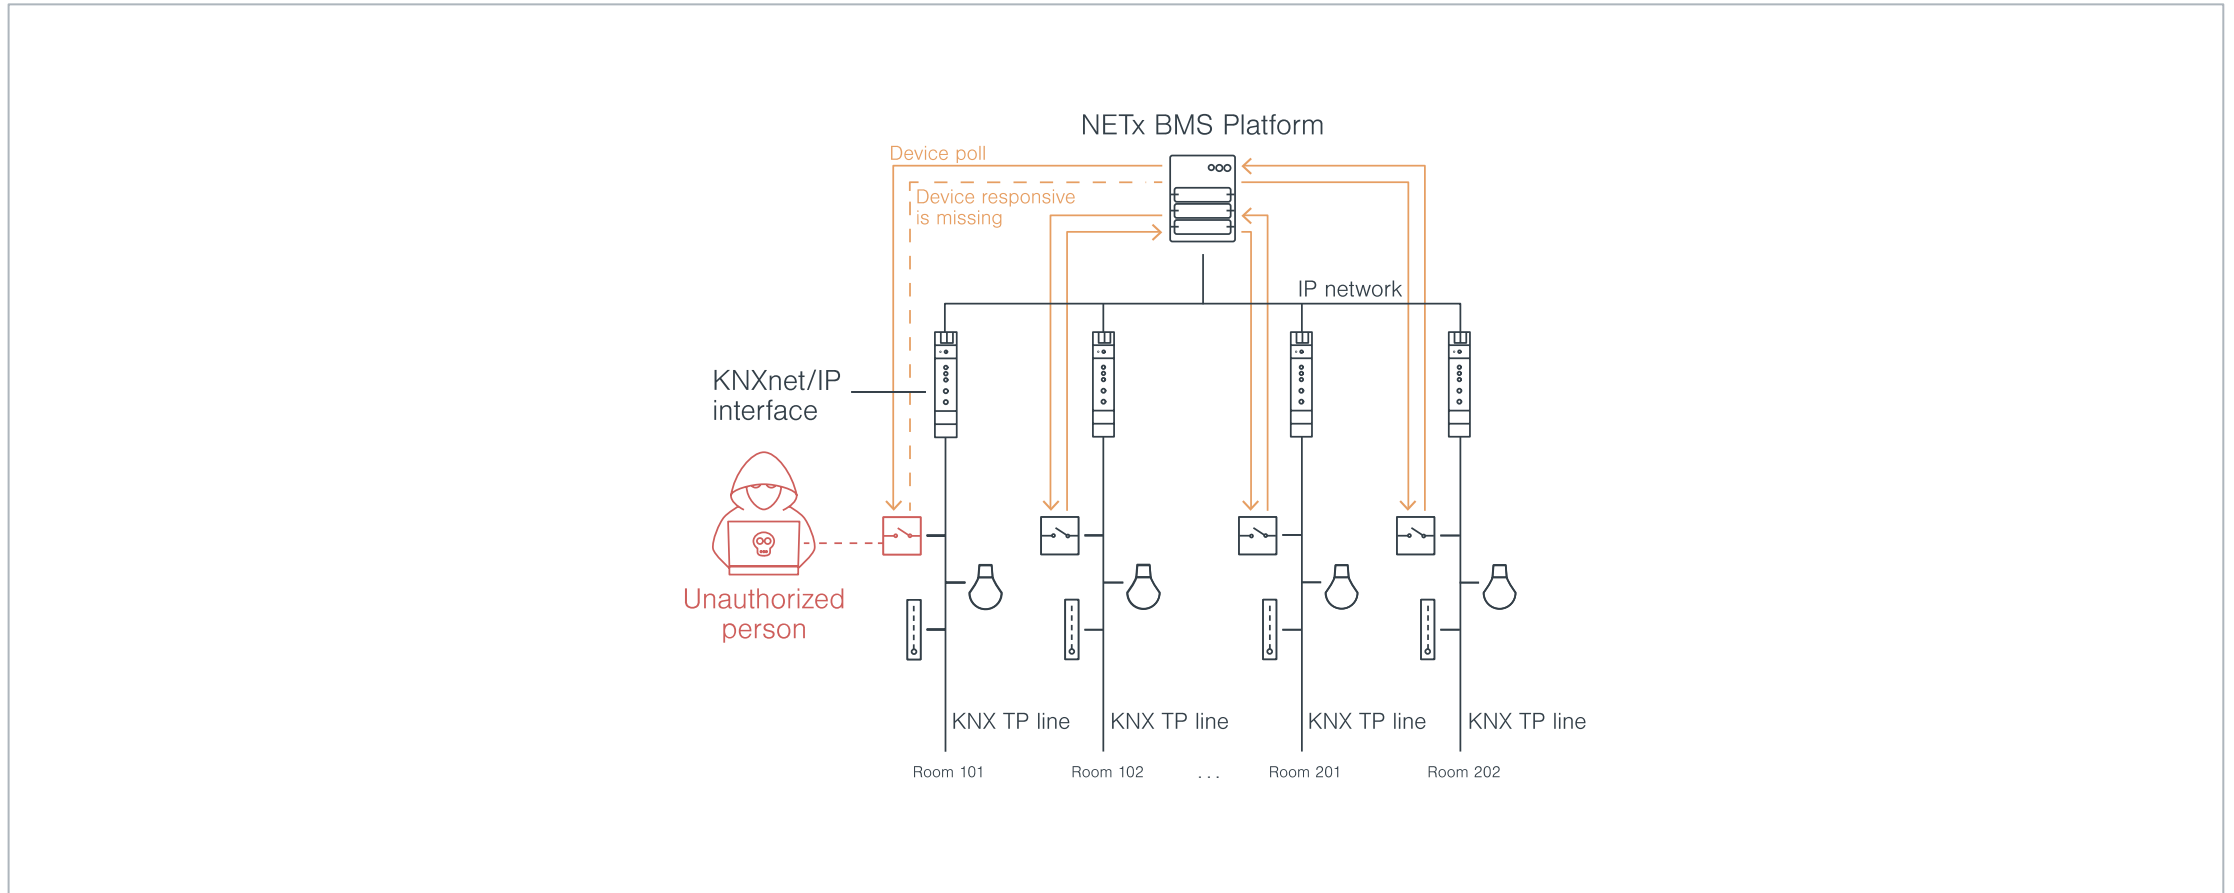 NETx BMS Platform
Device poll
Device responsive
is missing
IP network
KNXnet/IP
interface
Unauthorized
person
KNX TP line
KNX TP line
KNX TP line
KNX TP line
Room 101
Room 102
...
Room 201
Room 202